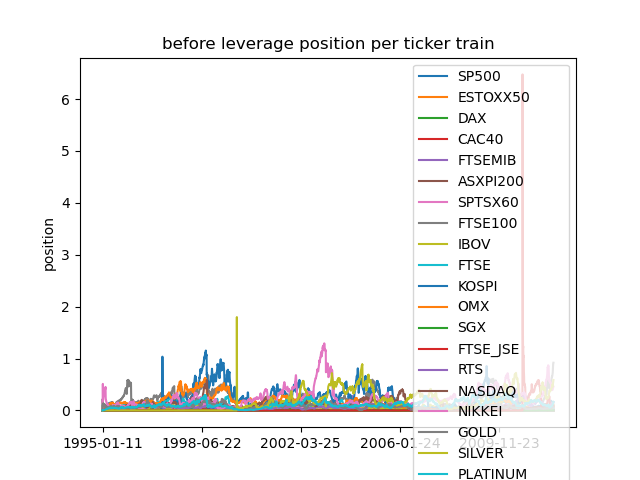 before leverage position per ticker train
position
6
5
4
3
2
1
0
1995-01-11 1998-06-22 2002-03-25 2006-01-24 2009-11-23
SP500
ESTOXX50
DAX
CAC40
FTSEMIB
ASXPI200
SPTSX60
FTSE100
IBOV
FTSE
KOSPI
OMX
SGX
FTSE_JSE
RTS
NASDAQ
NIKKEI
GOLD
SILVER
PLATINUM